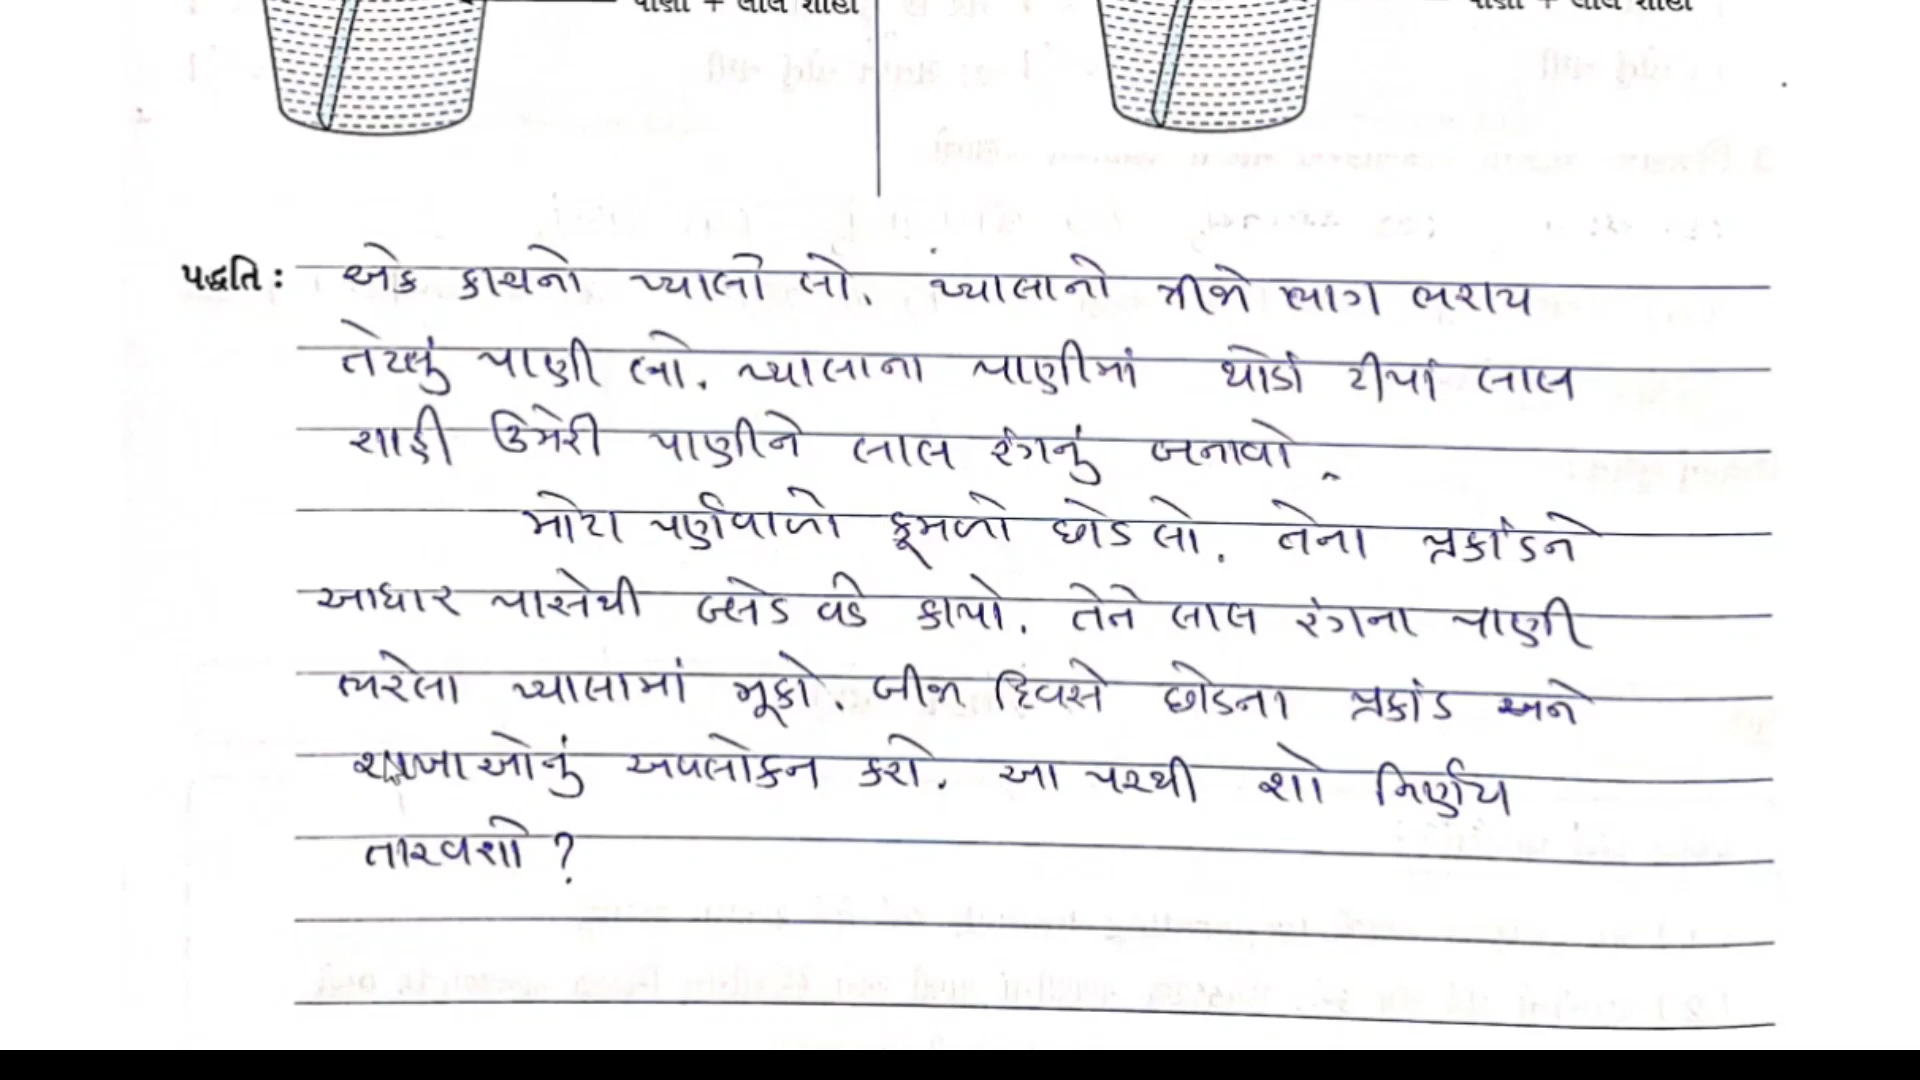 પાણી + લાલ શાહી
પાણી + લાલ શાહી
પદ્ધતિ : એક કાચનો પ્યાલો લો. પ્યાલાનો ત્રીજો ભાગ ભરાય
તેટલું પાણી લો. પ્યાલાના પાણીમાં થોડાં ટીપાં લાલ
શાહી ઉમેરી પાણીને લાલ રંગનું બનાવો.
મોટા પર્ણવાળો કૂમળો છોડ લો. તેના પ્રકાંડને
આધાર પાસેથી બ્લેડ વડે કાપો. તેને લાલ રંગના પાણી
ભરેલા પ્યાલામાં મૂકો. બીજા દિવસે છોડના પ્રકાંડ અને
શાખાઓનું અવલોકન કરો. આ પરથી શો નિર્ણય
તારવશો ?